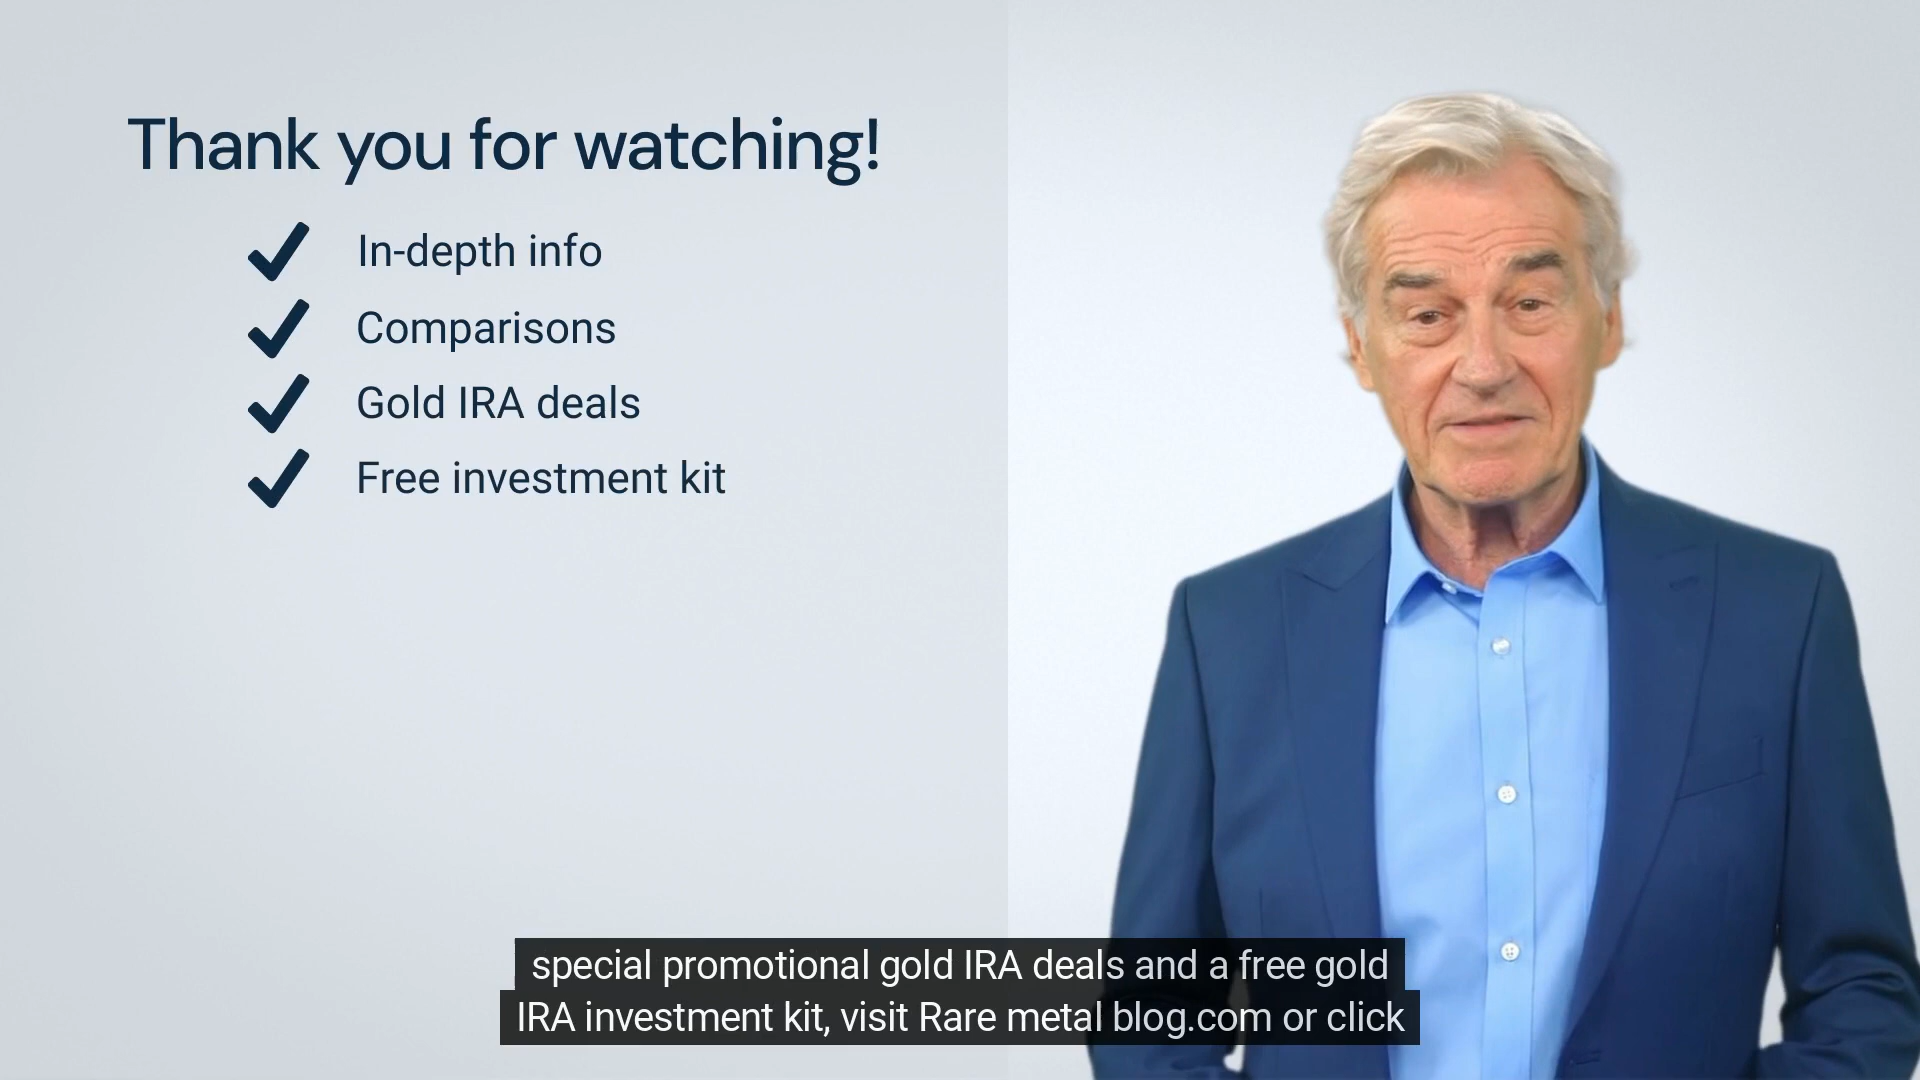 Thank you for watching!
In-depth info
Comparisons
Gold IRA deals
Free investment kit
special promotional gold IRA deals and a free gold
IRA investment kit, visit Rare metal blog.com or click